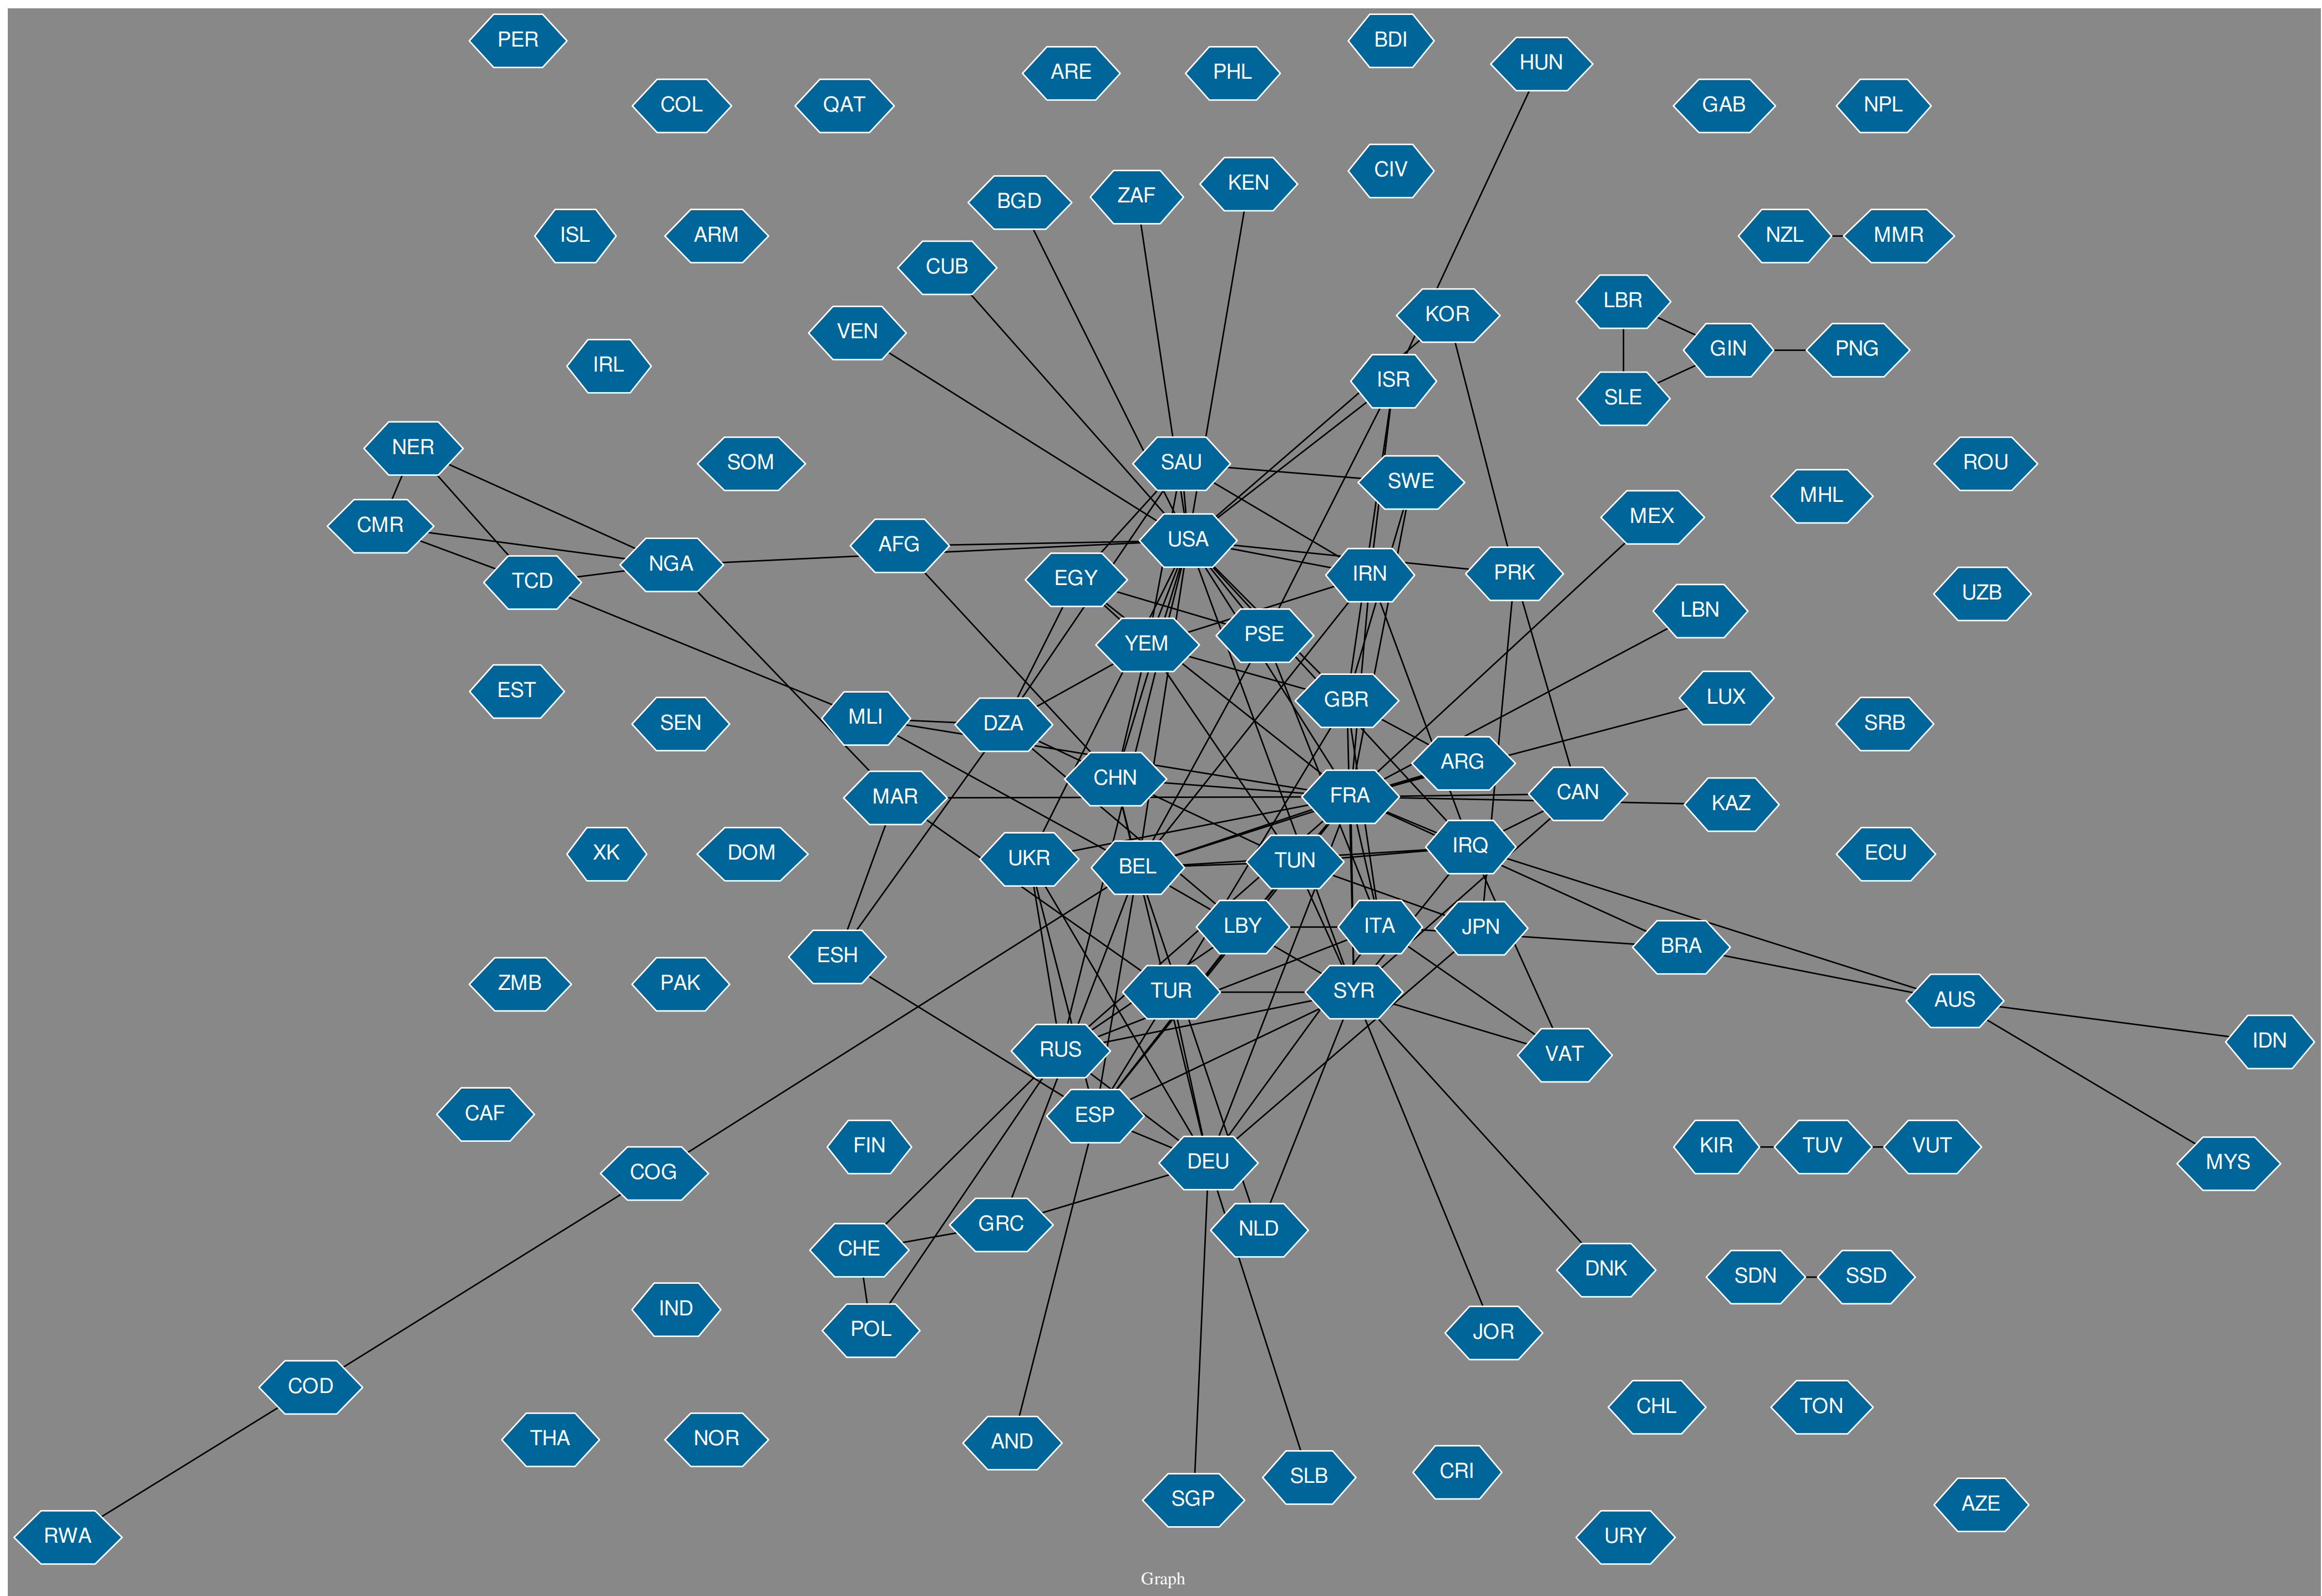 PER
BDI
HUN
ARE
PHL
COL
QAT
GAB
NPL
CIV
KEN
ZAF
BGD
ISL
ARM
NZL
MMR
CUB
LBR
KOR
VEN
GIN
PNG
IRL
ISR
SLE
NER
SOM
SAU
ROU
SWE
MHL
MEX
CMR
USA
AFG
NGA
IRN
PRK
TCD
EGY
UZB
LBN
PSE
YEM
EST
LUX
GBR
MLI
SEN
DZA
SRB
ARG
CHN
CAN
MAR
FRA
KAZ
IRQ
XK
DOM
ECU
UKR
TUN
BEL
LBY
ITA
JPN
BRA
ESH
ZMB
PAK
TUR
SYR
AUS
IDN
RUS
VAT
CAF
ESP
FIN
KIR
TUV
VUT
DEU
MYS
COG
GRC
NLD
CHE
DNK
SDN
SSD
IND
POL
JOR
COD
CHL
TON
THA
NOR
AND
CRI
SLB
SGP
AZE
RWA
URY
Graph